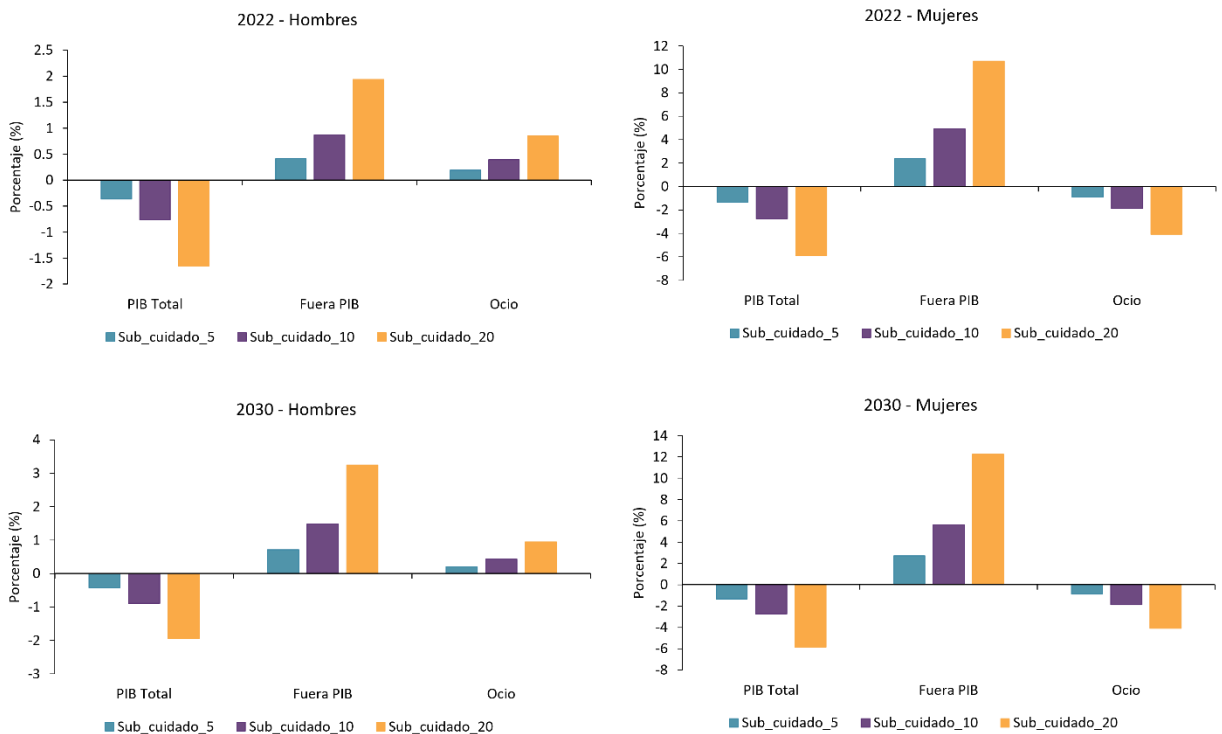 2022 - Hombres
Porcentaje (%)
2.5
2
1.5
1
0.5
0
-0.5
-1
-1.5
-2
PIB Total Fuera PIB Ocio
Sub_cuidado_5 Sub_cuidado_10 Sub_cuidado_20
2022 - Mujeres
Porcentaje (%)
12
10
8
6
4
2
0
-2
-4
-6
-8
PIB Total Fuera PIB Ocio
Sub_cuidado_5 Sub_cuidado_10 Sub_cuidado_20
2030 - Hombres
Porcentaje (%)
4
3
2
1
0
-1
-2
-3
PIB Total Fuera PIB Ocio
Sub_cuidado_5 Sub_cuidado_10 Sub_cuidado_20
2030 - Mujeres
Porcentaje (%)
14
12
10
8
6
4
2
0
-2
-4
-6
-8
PIB Total Fuera PIB Ocio
Sub_cuidado_5 Sub_cuidado_10 Sub_cuidado_20